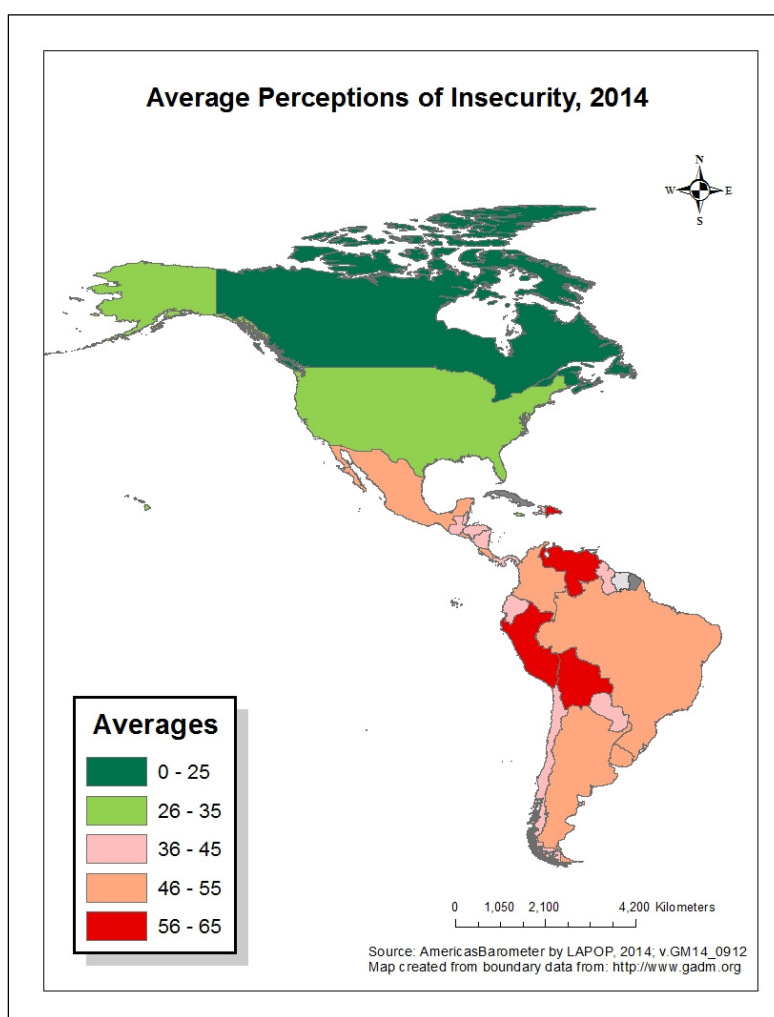 Average Perceptions of Insecurity, 2014
N
W E
S
Averages
0 - 25
26 - 35
36 - 45
46 - 55
56 - 65
0 1,050 2,100 4,200 Kilometers
Source: AmericasBarometer by LAPOP, 2014; v.GM14_0912
Map created from boundary data from: http://www.gadm.org